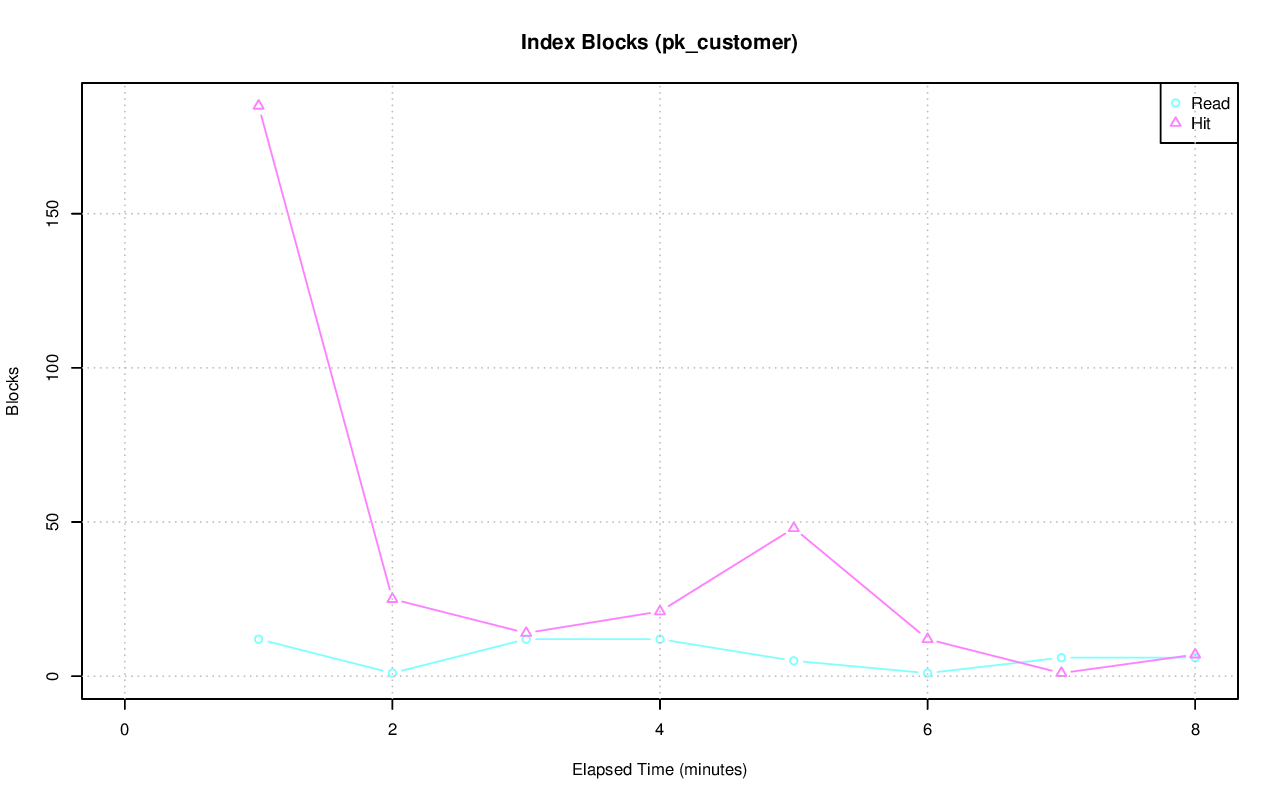 Index Blocks (pk_customer)
Read
Hit
150
100
50
0
Blocks
0 2 4 6 8
Elapsed Time (minutes)